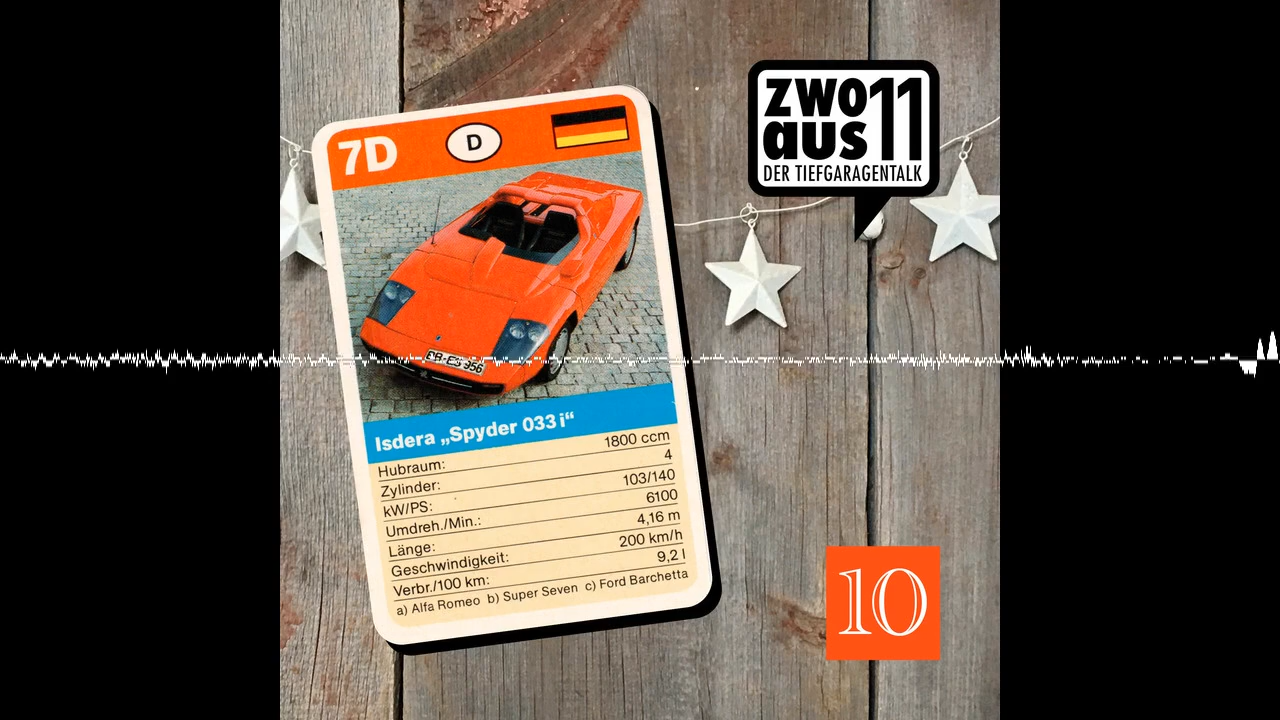 7D
D
Isdera „Spyder 033 i“
Hubraum: 1800 ccm
Zylinder: 4
kW/PS: 103/140
Umdreh./Min.: 6100
Länge: 4,16 m
Geschwindigkeit: 200 km/h
Verbr./100 km: 9,2 l
a) Alfa Romeo b) Super Seven c) Ford Barchetta
zwo
aus 11
DER TIEFGARAGENTALK
10